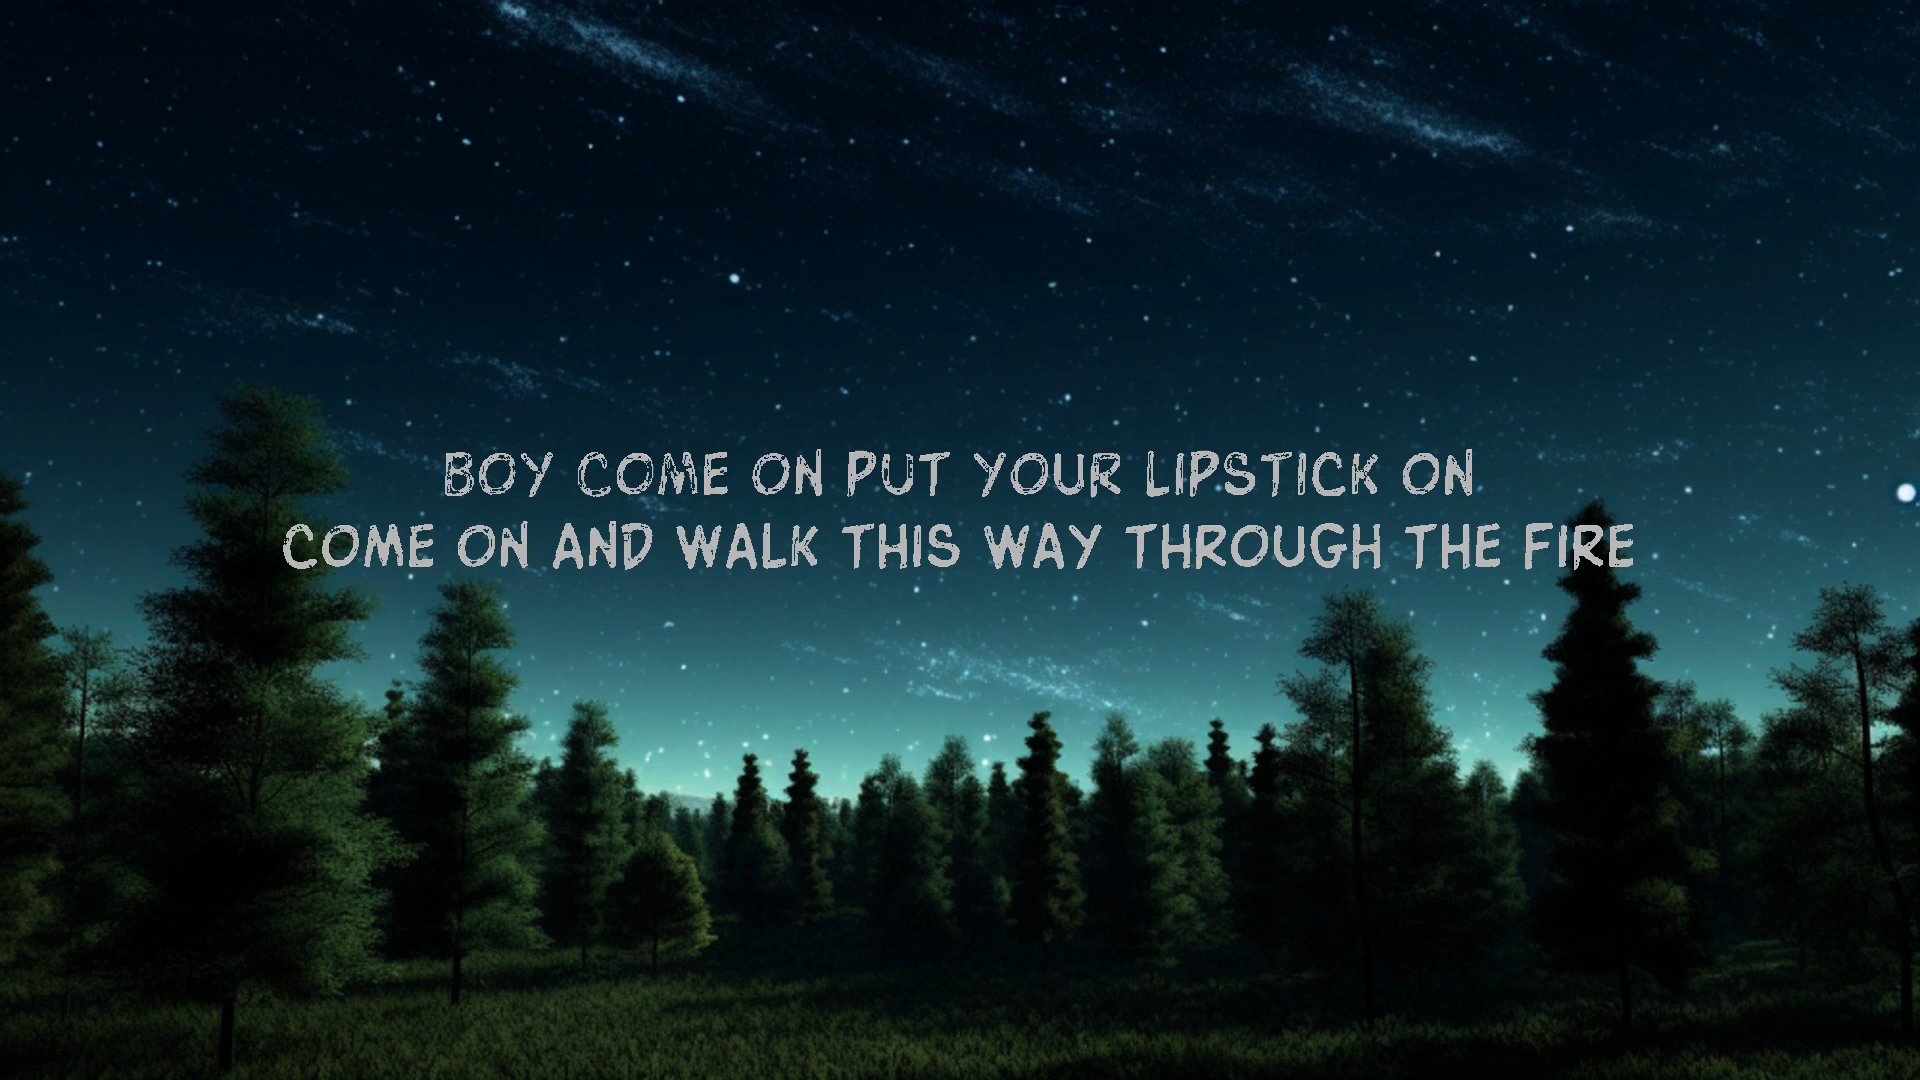 BOY COME ON PUT YOUR LIPSTICK ON
COME ON AND WALK THIS WAY THROUGH THE FIRE